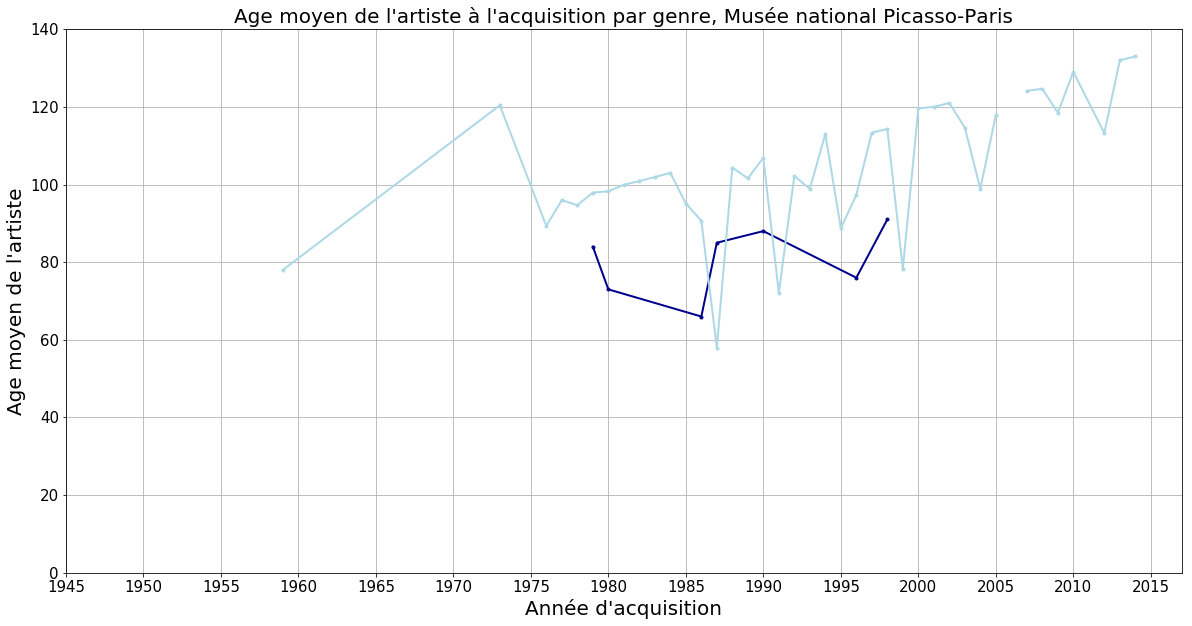 Age moyen de l'artiste à l'acquisition par genre, Musée national Picasso-Paris
Age moyen de l'artiste
140
120
100
80
60
40
20
0
1945 1950 1955 1960 1965 1970 1975 1980 1985 1990 1995 2000 2005 2010 2015
Année d'acquisition